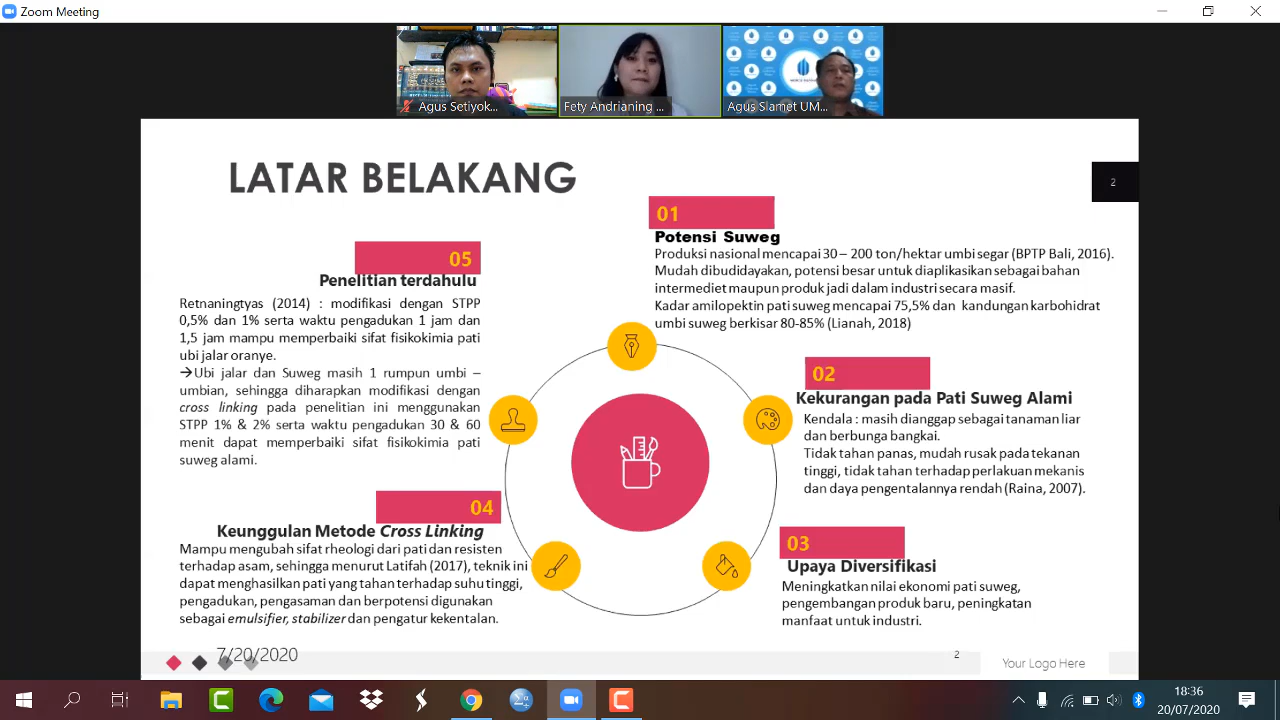 Zoom Meeting
Agus Setiyok...
Fety Andrianing ...
Agus Slamet UM...
LATAR BELAKANG
2
01
Potensi Suweg
Produksi nasional mencapai 30 – 200 ton/hektar umbi segar (BPTP Bali, 2016).
Mudah dibudidayakan, potensi besar untuk diaplikasikan sebagai bahan
intermediet maupun produk jadi dalam industri secara masif.
Kadar amilopektin pati suweg mencapai 75,5% dan kandungan karbohidrat
umbi suweg berkisar 80-85% (Lianah, 2018)
02
Kekurangan pada Pati Suweg Alami
Kendala : masih dianggap sebagai tanaman liar
dan berbunga bangkai.
Tidak tahan panas, mudah rusak pada tekanan
tinggi, tidak tahan terhadap perlakuan mekanis
dan daya pengentalannya rendah (Raina, 2007).
03
Upaya Diversifikasi
Meningkatkan nilai ekonomi pati suweg,
pengembangan produk baru, peningkatan
manfaat untuk industri.
04
Keunggulan Metode Cross Linking
Mampu mengubah sifat rheologi dari pati dan resisten
terhadap asam, sehingga menurut Latifah (2017), teknik ini
dapat menghasilkan pati yang tahan terhadap suhu tinggi,
pengadukan, pengasaman dan berpotensi digunakan
sebagai emulsifier, stabilizer dan pengatur kekentalan.
05
Penelitian terdahulu
Retnaningtyas (2014) : modifikasi dengan STPP
0,5% dan 1% serta waktu pengadukan 1 jam dan
1,5 jam mampu memperbaiki sifat fisikokimia pati
ubi jalar oranye.
→Ubi jalar dan Suweg masih 1 rumpun umbi –
umbian, sehingga diharapkan modifikasi dengan
cross linking pada penelitian ini menggunakan
STPP 1% & 2% serta waktu pengadukan 30 & 60
menit dapat memperbaiki sifat fisikokimia pati
suweg alami.
7/20/2020
2
Your Logo Here
18:36
20/07/2020